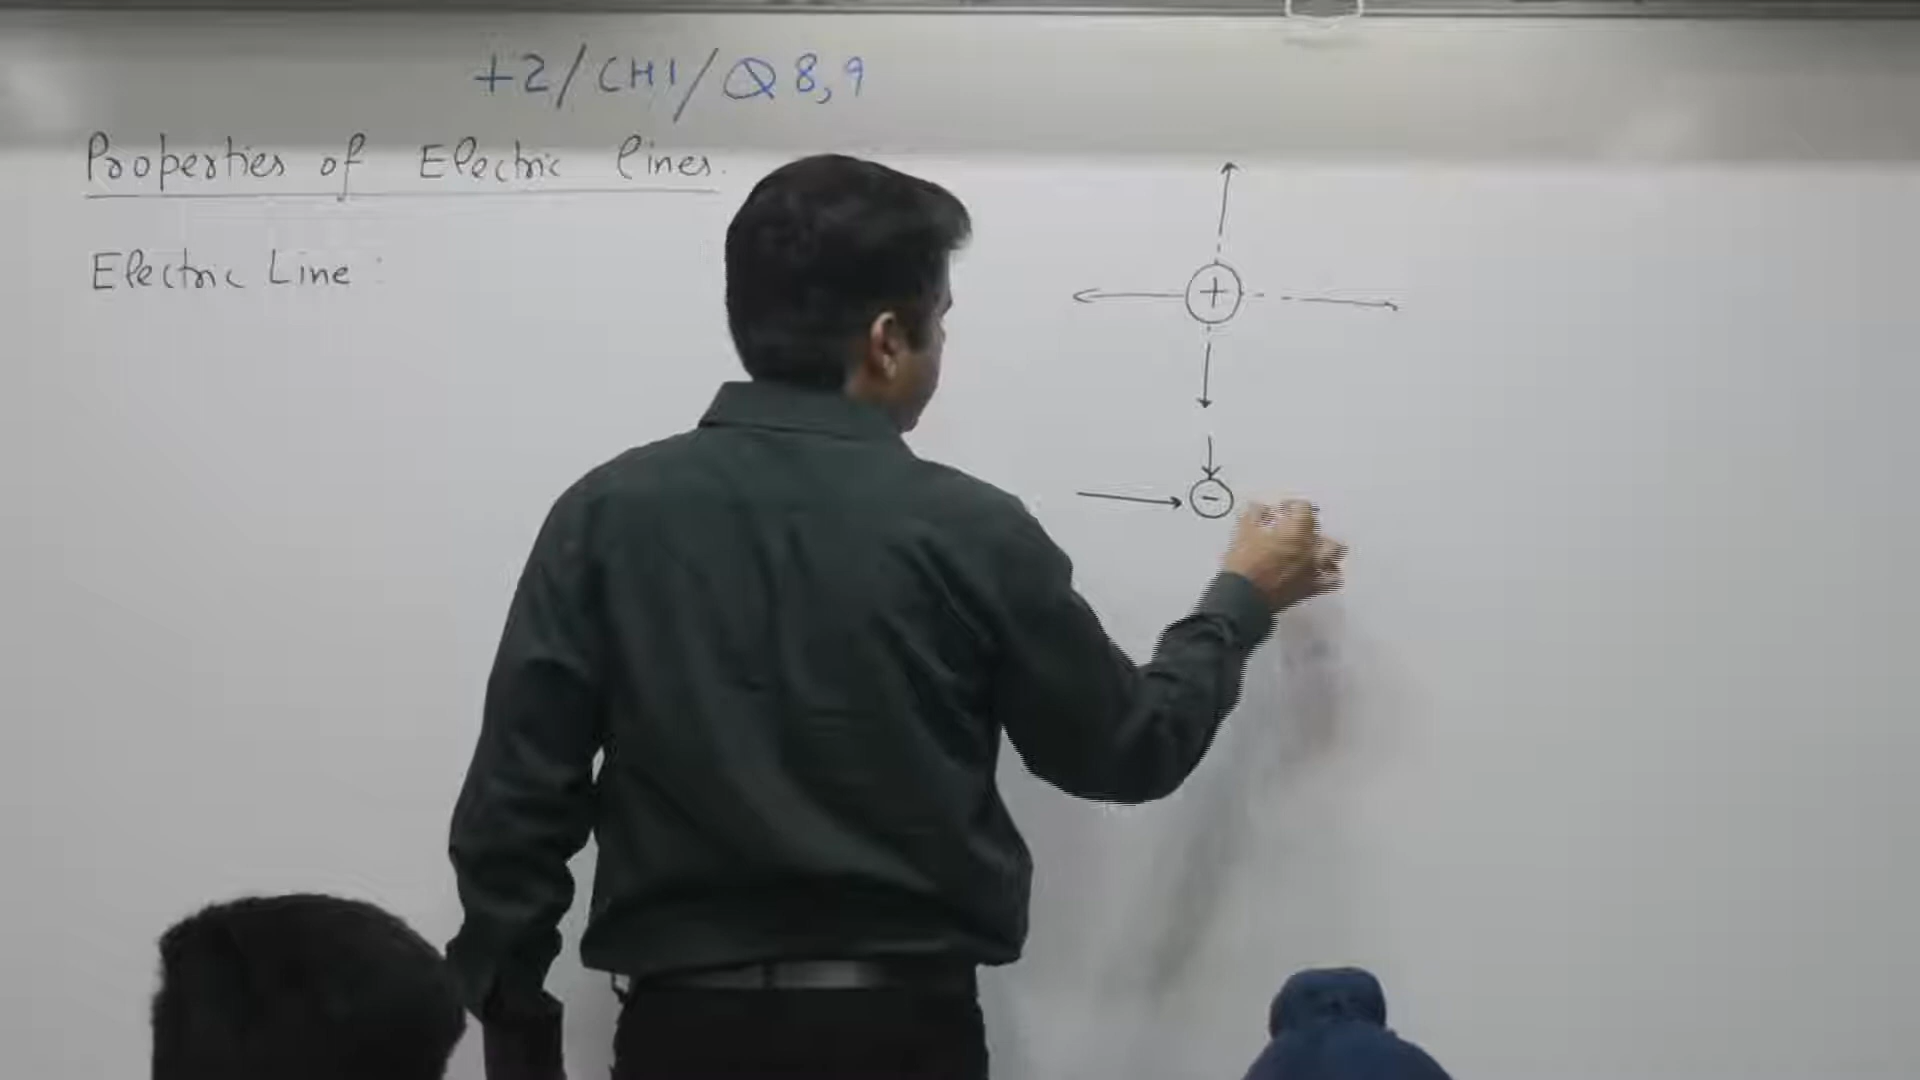 +2/CH1/Q8,9
Properties of Electric lines.
Electric Line :
+
-